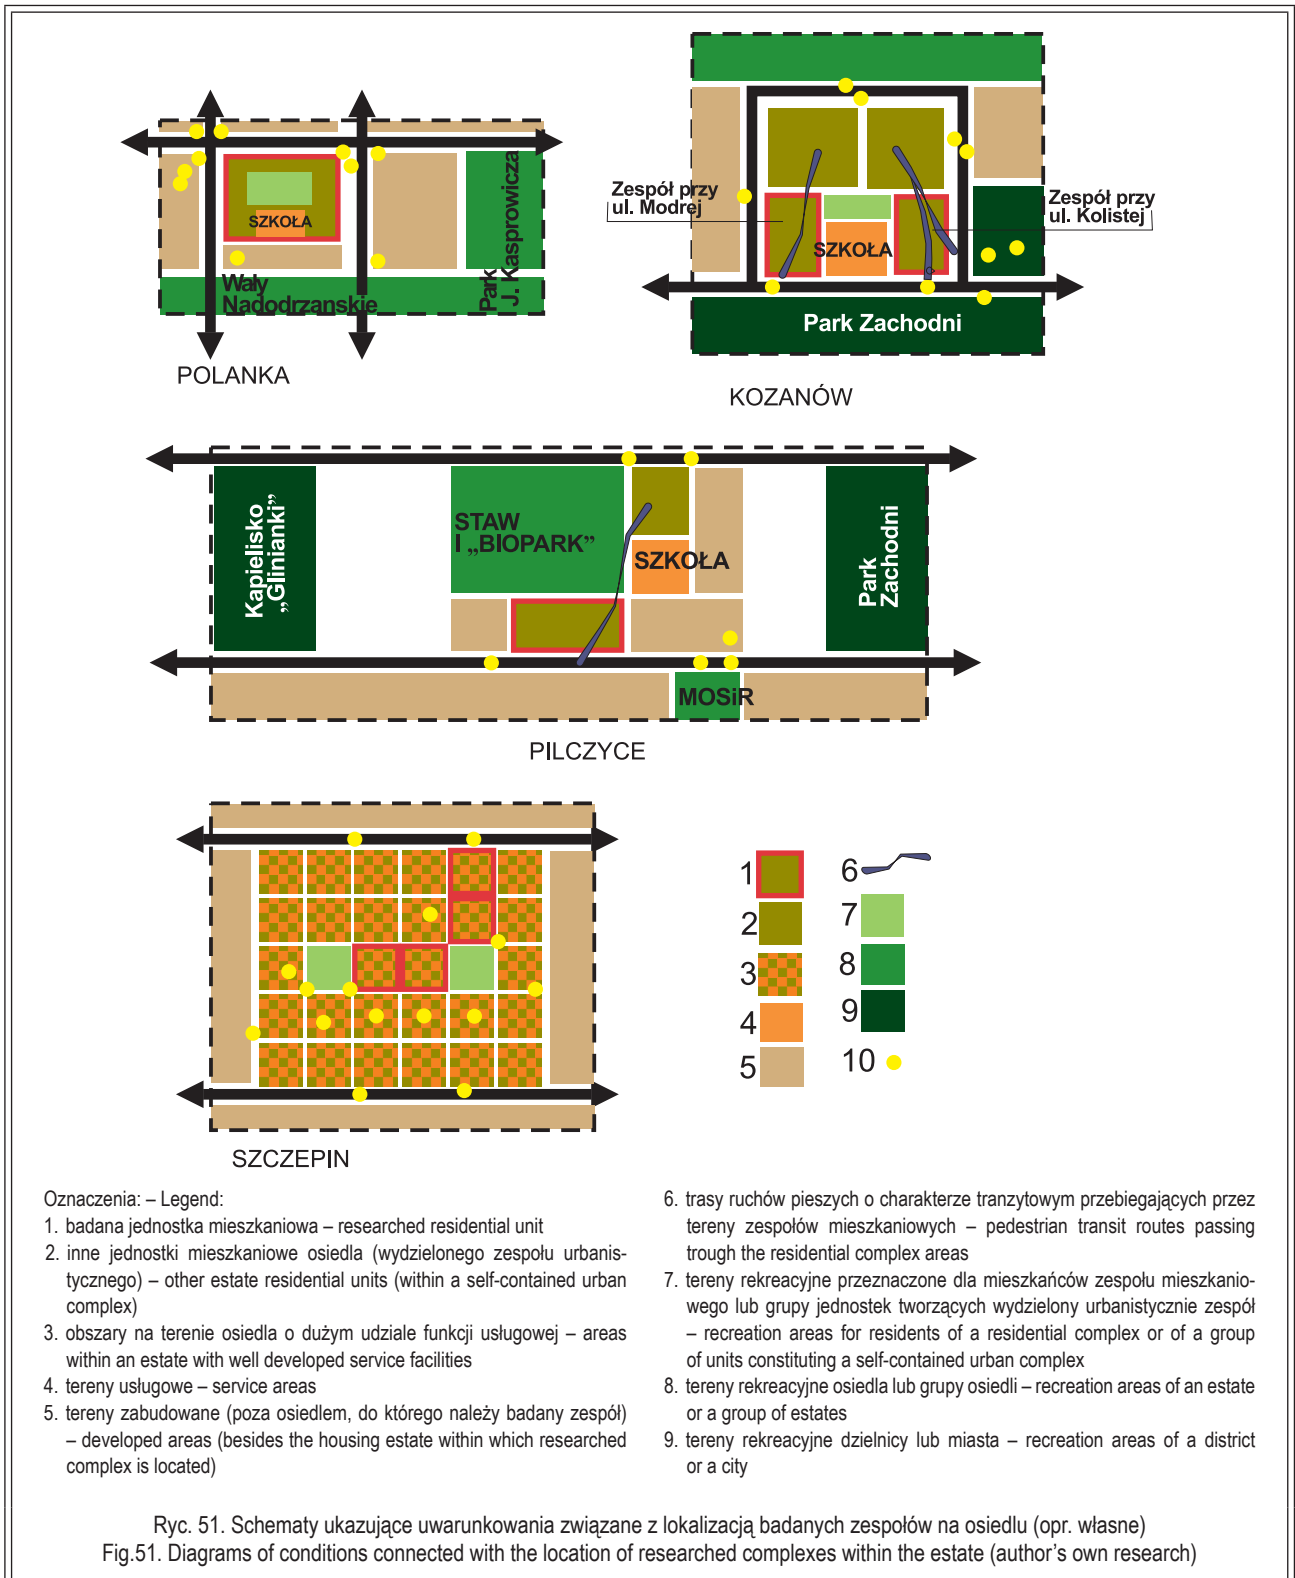 SZKOŁA
Wały
Nadodrzanskie
Park
J. Kasprowicza
POLANKA
Zespół przy
ul. Modrej
Zespół przy
ul. Kolistej
SZKOŁA
Park Zachodni
KOZANÓW
Kapielisko
„Glinianki”
STAW
I „BIOPARK”
SZKOŁA
Park
Zachodni
MOSiR
PILCZYCE
SZCZEPIN
1
2
3
4
5
6
7
8
9
10
Oznaczenia: – Legend:
1. badana jednostka mieszkaniowa – researched residential unit
2. inne jednostki mieszkaniowe osiedla (wydzielonego zespołu urbanis-
tycznego) – other estate residential units (within a self-contained urban
complex)
3. obszary na terenie osiedla o dużym udziale funkcji usługowej – areas
within an estate with well developed service facilities
4. tereny usługowe – service areas
5. tereny zabudowane (poza osiedlem, do którego należy badany zespół)
– developed areas (besides the housing estate within which researched
complex is located)
6. trasy ruchów pieszych o charakterze tranzytowym przebiegających przez
tereny zespołów mieszkaniowych – pedestrian transit routes passing
trough the residential complex areas
7. tereny rekreacyjne przeznaczone dla mieszkańców zespołu mieszkanio-
wego lub grupy jednostek tworzących wydzielony urbanistycznie zespół
– recreation areas for residents of a residential complex or of a group
of units constituting a self-contained urban complex
8. tereny rekreacyjne osiedla lub grupy osiedli – recreation areas of an estate
or a group of estates
9. tereny rekreacyjne dzielnicy lub miasta – recreation areas of a district
or a city
Ryc. 51. Schematy ukazujące uwarunkowania związane z lokalizacją badanych zespołów na osiedlu (opr. własne)
Fig.51. Diagrams of conditions connected with the location of researched complexes within the estate (author’s own research)